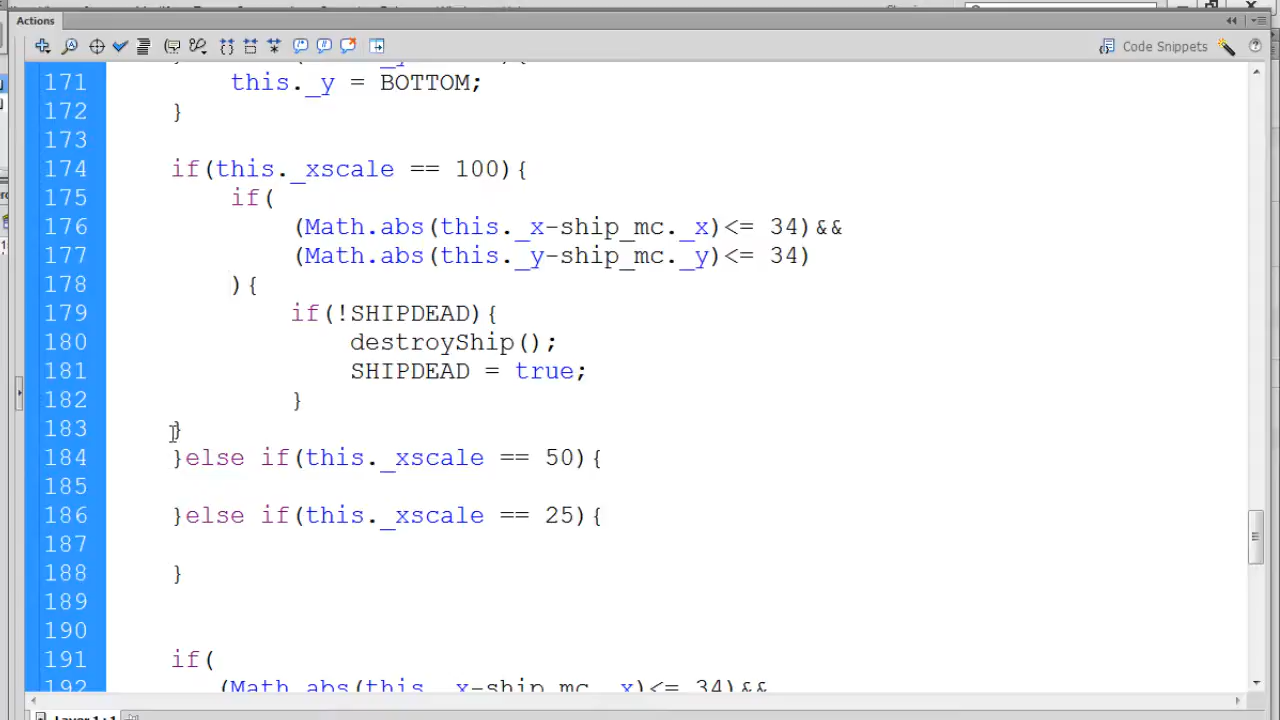 Actions
Code Snippets
171 this._y = BOTTOM;
172 }
173
174 if(this._xscale == 100){
175 if(
176 (Math.abs(this._x-ship_mc._x)<= 34)&&
177 (Math.abs(this._y-ship_mc._y)<= 34)
178 ){
179 if(!SHIPDEAD){
180 destroyShip();
181 SHIPDEAD = true;
182 }
183 }
184 }else if(this._xscale == 50){
185
186 }else if(this._xscale == 25){
187
188 }
189
190
191 if(
192 (Math.abs(this._x-ship_mc._x)<= 34)&&
Layer 1:1